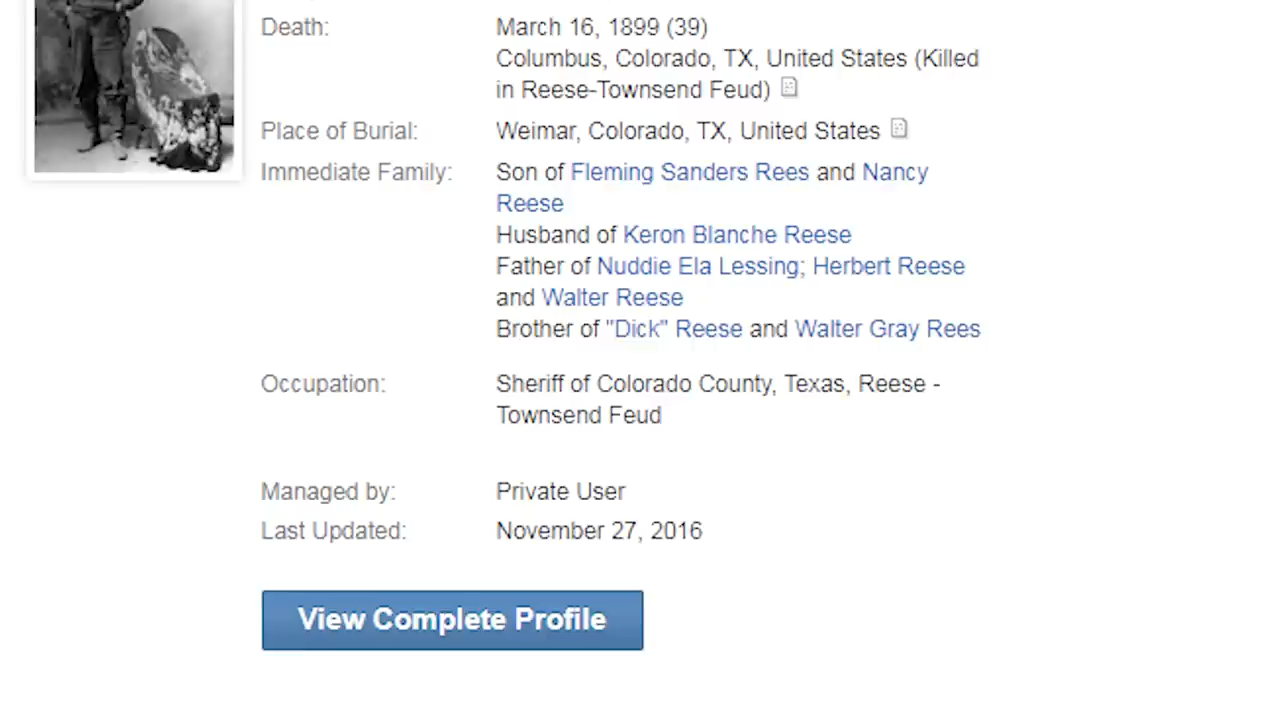 Death:
March 16, 1899 (39)
Columbus, Colorado, TX, United States (Killed
in Reese-Townsend Feud)
Place of Burial:
Weimar, Colorado, TX, United States
Immediate Family:
Son of Fleming Sanders Rees and Nancy
Reese
Husband of Keron Blanche Reese
Father of Nuddie Ela Lessing; Herbert Reese
and Walter Reese
Brother of "Dick" Reese and Walter Gray Rees
Occupation:
Sheriff of Colorado County, Texas, Reese -
Townsend Feud
Managed by:
Private User
Last Updated:
November 27, 2016
View Complete Profile